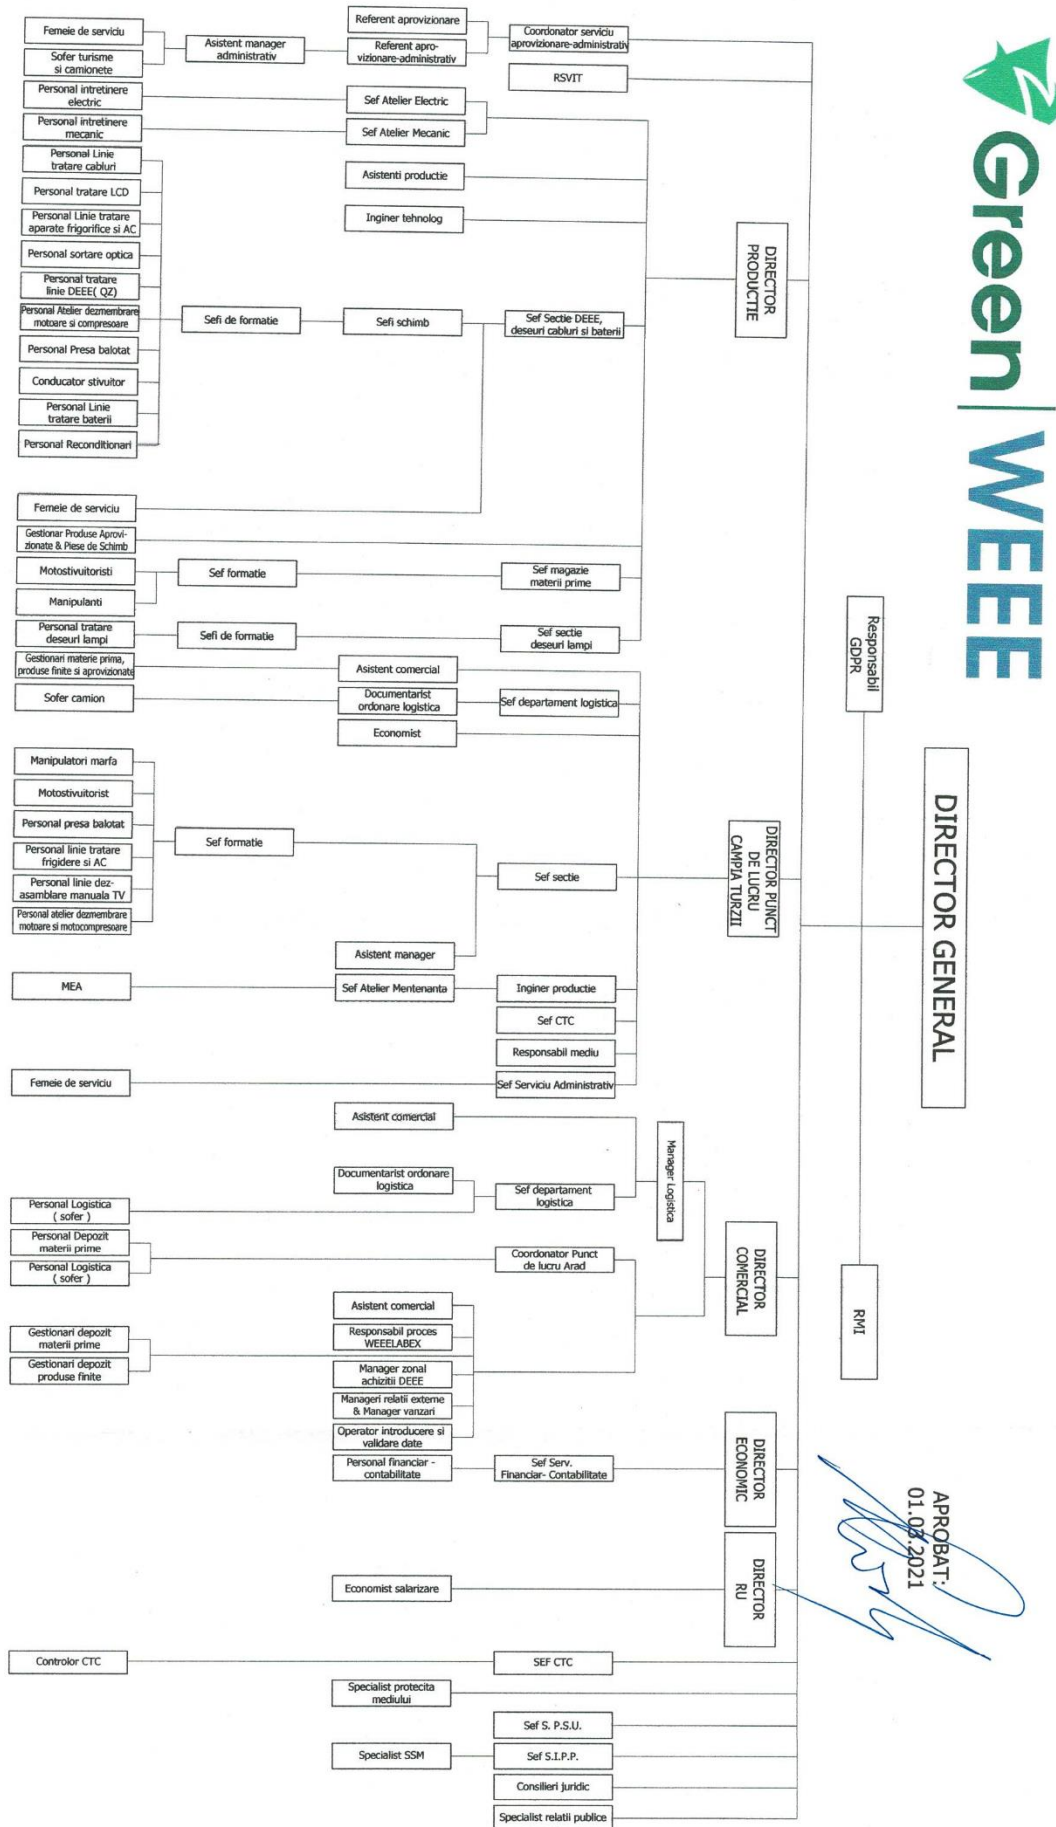 Green WEEE
DIRECTOR GENERAL
APROBAT:
01.03.2021
Responsabil
GDPR
RMI
DIRECTOR
PRODUCTIE
DIRECTOR PUNCT
DE LUCRU
CAMPIA TURZII
DIRECTOR
COMERCIAL
DIRECTOR
ECONOMIC
DIRECTOR
RU
Manager Logistica
Coordonator serviciu
aprovizionare-administrativ
Referent aprovizionare
Referent apro-
vizionare-administrativ
Asistent manager
administrativ
Femeie de serviciu
Sofer turisme
si camionete
RSVIT
Sef Atelier Electric
Personal intretinere
electric
Sef Atelier Mecanic
Personal intretinere
mecanic
Asistenti productie
Inginer tehnolog
Sef Sectie DEEE,
deseuri cabluri si baterii
Sefi schimb
Sefi de formatie
Personal Linie
tratare cabluri
Personal tratare LCD
Personal Linie tratare
aparate frigorifice si AC
Personal sortare optica
Personal tratare
linie DEEE( QZ)
Personal Atelier dezmembrare
motoare si compresoare
Personal Presa balotat
Conducator stivuitor
Personal Linie
tratare baterii
Personal Reconditionari
Femeie de serviciu
Gestionar Produse Aprovi-
zionate & Piese de Schimb
Sef magazie
materii prime
Sef formatie
Motostivuitoristi
Manipulanti
Sef sectie
deseuri lampi
Sefi de formatie
Personal tratare
deseuri lampi
Asistent comercial
Gestionari materie prima,
produse finite si aprovizionate
Sef departament logistica
Documentarist
ordonare logistica
Sofer camion
Economist
Sef sectie
Sef formatie
Manipulatori marfa
Motostivuitorist
Personal presa balotat
Personal linie tratare
frigidere si AC
Personal linie dez-
asamblare manuala TV
Personal atelier dezmembrare
motoare si motocompresoare
Asistent manager
Inginer productie
Sef Atelier Mentenanta
MEA
Sef CTC
Responsabil mediu
Sef Serviciu Administrativ
Femeie de serviciu
Asistent comercial
Sef departament
logistica
Documentarist ordonare
logistica
Personal Logistica
( sofer )
Coordonator Punct
de lucru Arad
Personal Depozit
materii prime
Personal Logistica
( sofer )
Asistent comercial
Responsabil proces
WEEELABEX
Manager zonal
achizitii DEEE
Manageri relatii externe
& Manager vanzari
Operator introducere si
validare date
Gestionari depozit
materii prime
Gestionari depozit
produse finite
Sef Serv.
Financiar- Contabilitate
Personal financiar -
contabilitate
Economist salarizare
SEF CTC
Controlor CTC
Specialist protecita
mediului
Sef S. P.S.U.
Sef S.I.P.P.
Specialist SSM
Consilieri juridic
Specialist relatii publice